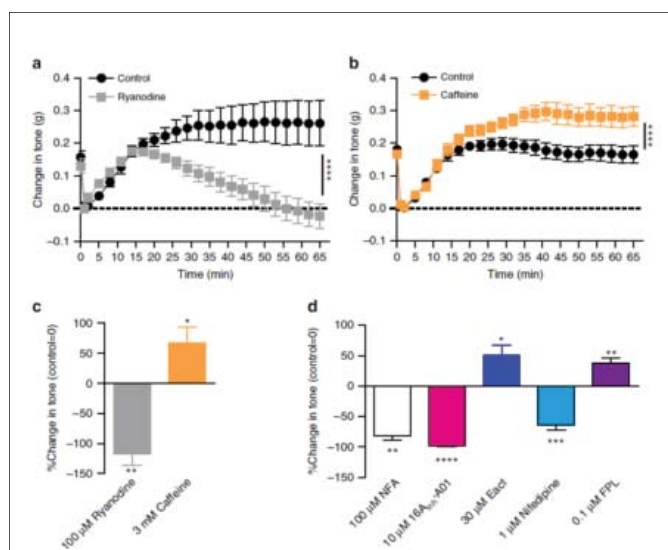 a
Control
Ryanodine
0.4
0.3
0.2
0.1
0.0
−0.1
Change in tone (g)
****
0 5 10 15 20 25 30 35 40 45 50 55 60 65
Time (min)
b
Control
Caffeine
0.4
0.3
0.2
0.1
0.0
−0.1
Change in tone (g)
****
0 5 10 15 20 25 30 35 40 45 50 55 60 65
Time (min)
c
100
50
0
−50
−100
−150
%Change in tone (control=0)
*
**
100 μM Ryanodine
3 mM Caffeine
d
100
50
0
−50
−100
−150
%Change in tone (control=0)
**
****
*
***
**
100 μM NFA
10 μM 16Ainh-A01
30 μM Eact
1 μM Nifedipine
0.1 μM FPL